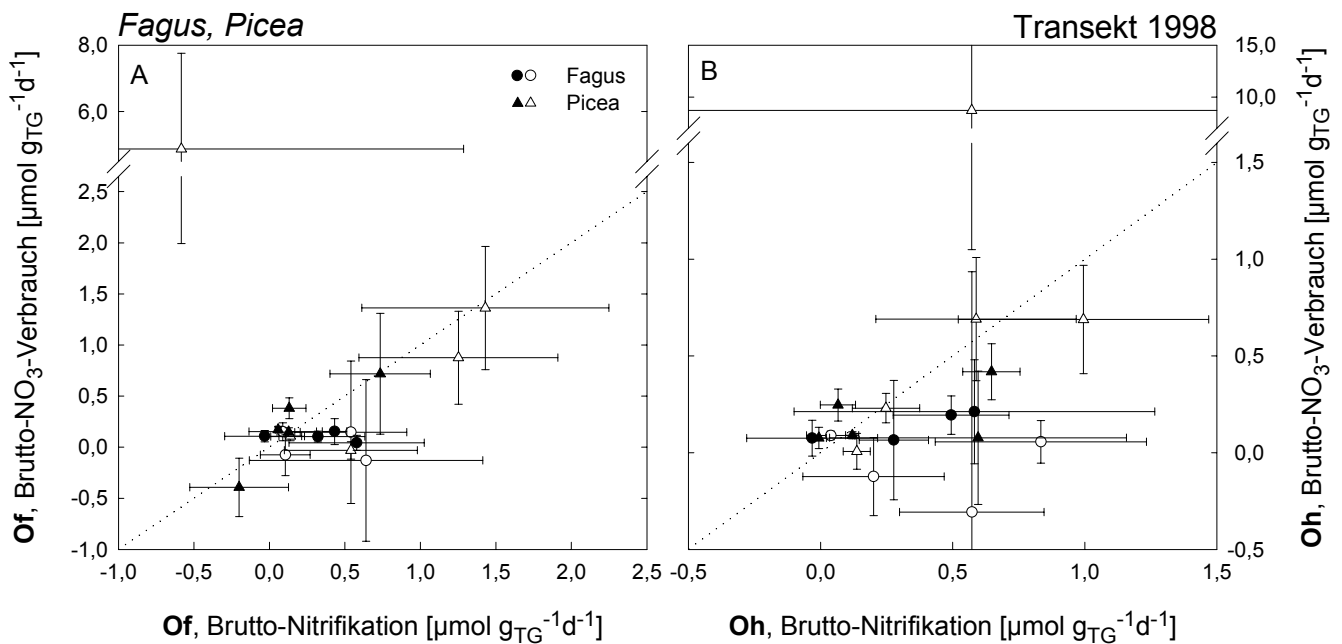 Fagus, Picea
Transekt 1998
A
Fagus
Picea
8,0
6,0
2,5
2,0
1,5
1,0
0,5
0,0
-0,5
-1,0
Of, Brutto-NO3-Verbrauch [µmol gTG-1d-1]
-1,0 -0,5 0,0 0,5 1,0 1,5 2,0 2,5
Of, Brutto-Nitrifikation [µmol gTG-1d-1]
B
15,0
10,0
1,5
1,0
0,5
0,0
-0,5
Oh, Brutto-NO3-Verbrauch [µmol gTG-1d-1]
-0,5 0,0 0,5 1,0 1,5
Oh, Brutto-Nitrifikation [µmol gTG-1d-1]